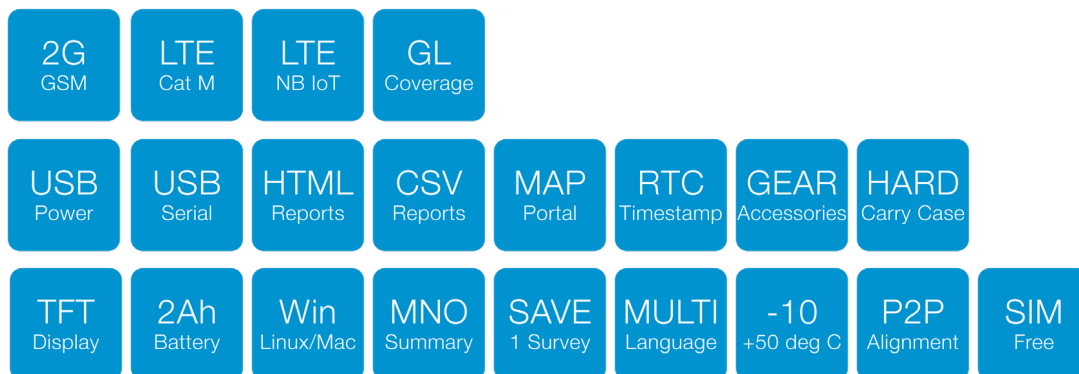 2G
GSM
LTE
Cat M
LTE
NB IoT
GL
Coverage
USB
Power
USB
Serial
HTML
Reports
CSV
Reports
MAP
Portal
RTC
Timestamp
GEAR
Accessories
HARD
Carry Case
TFT
Display
2Ah
Battery
Win
Linux/Mac
MNO
Summary
SAVE
1 Survey
MULTI
Language
-10
+50 deg C
P2P
Alignment
SIM
Free